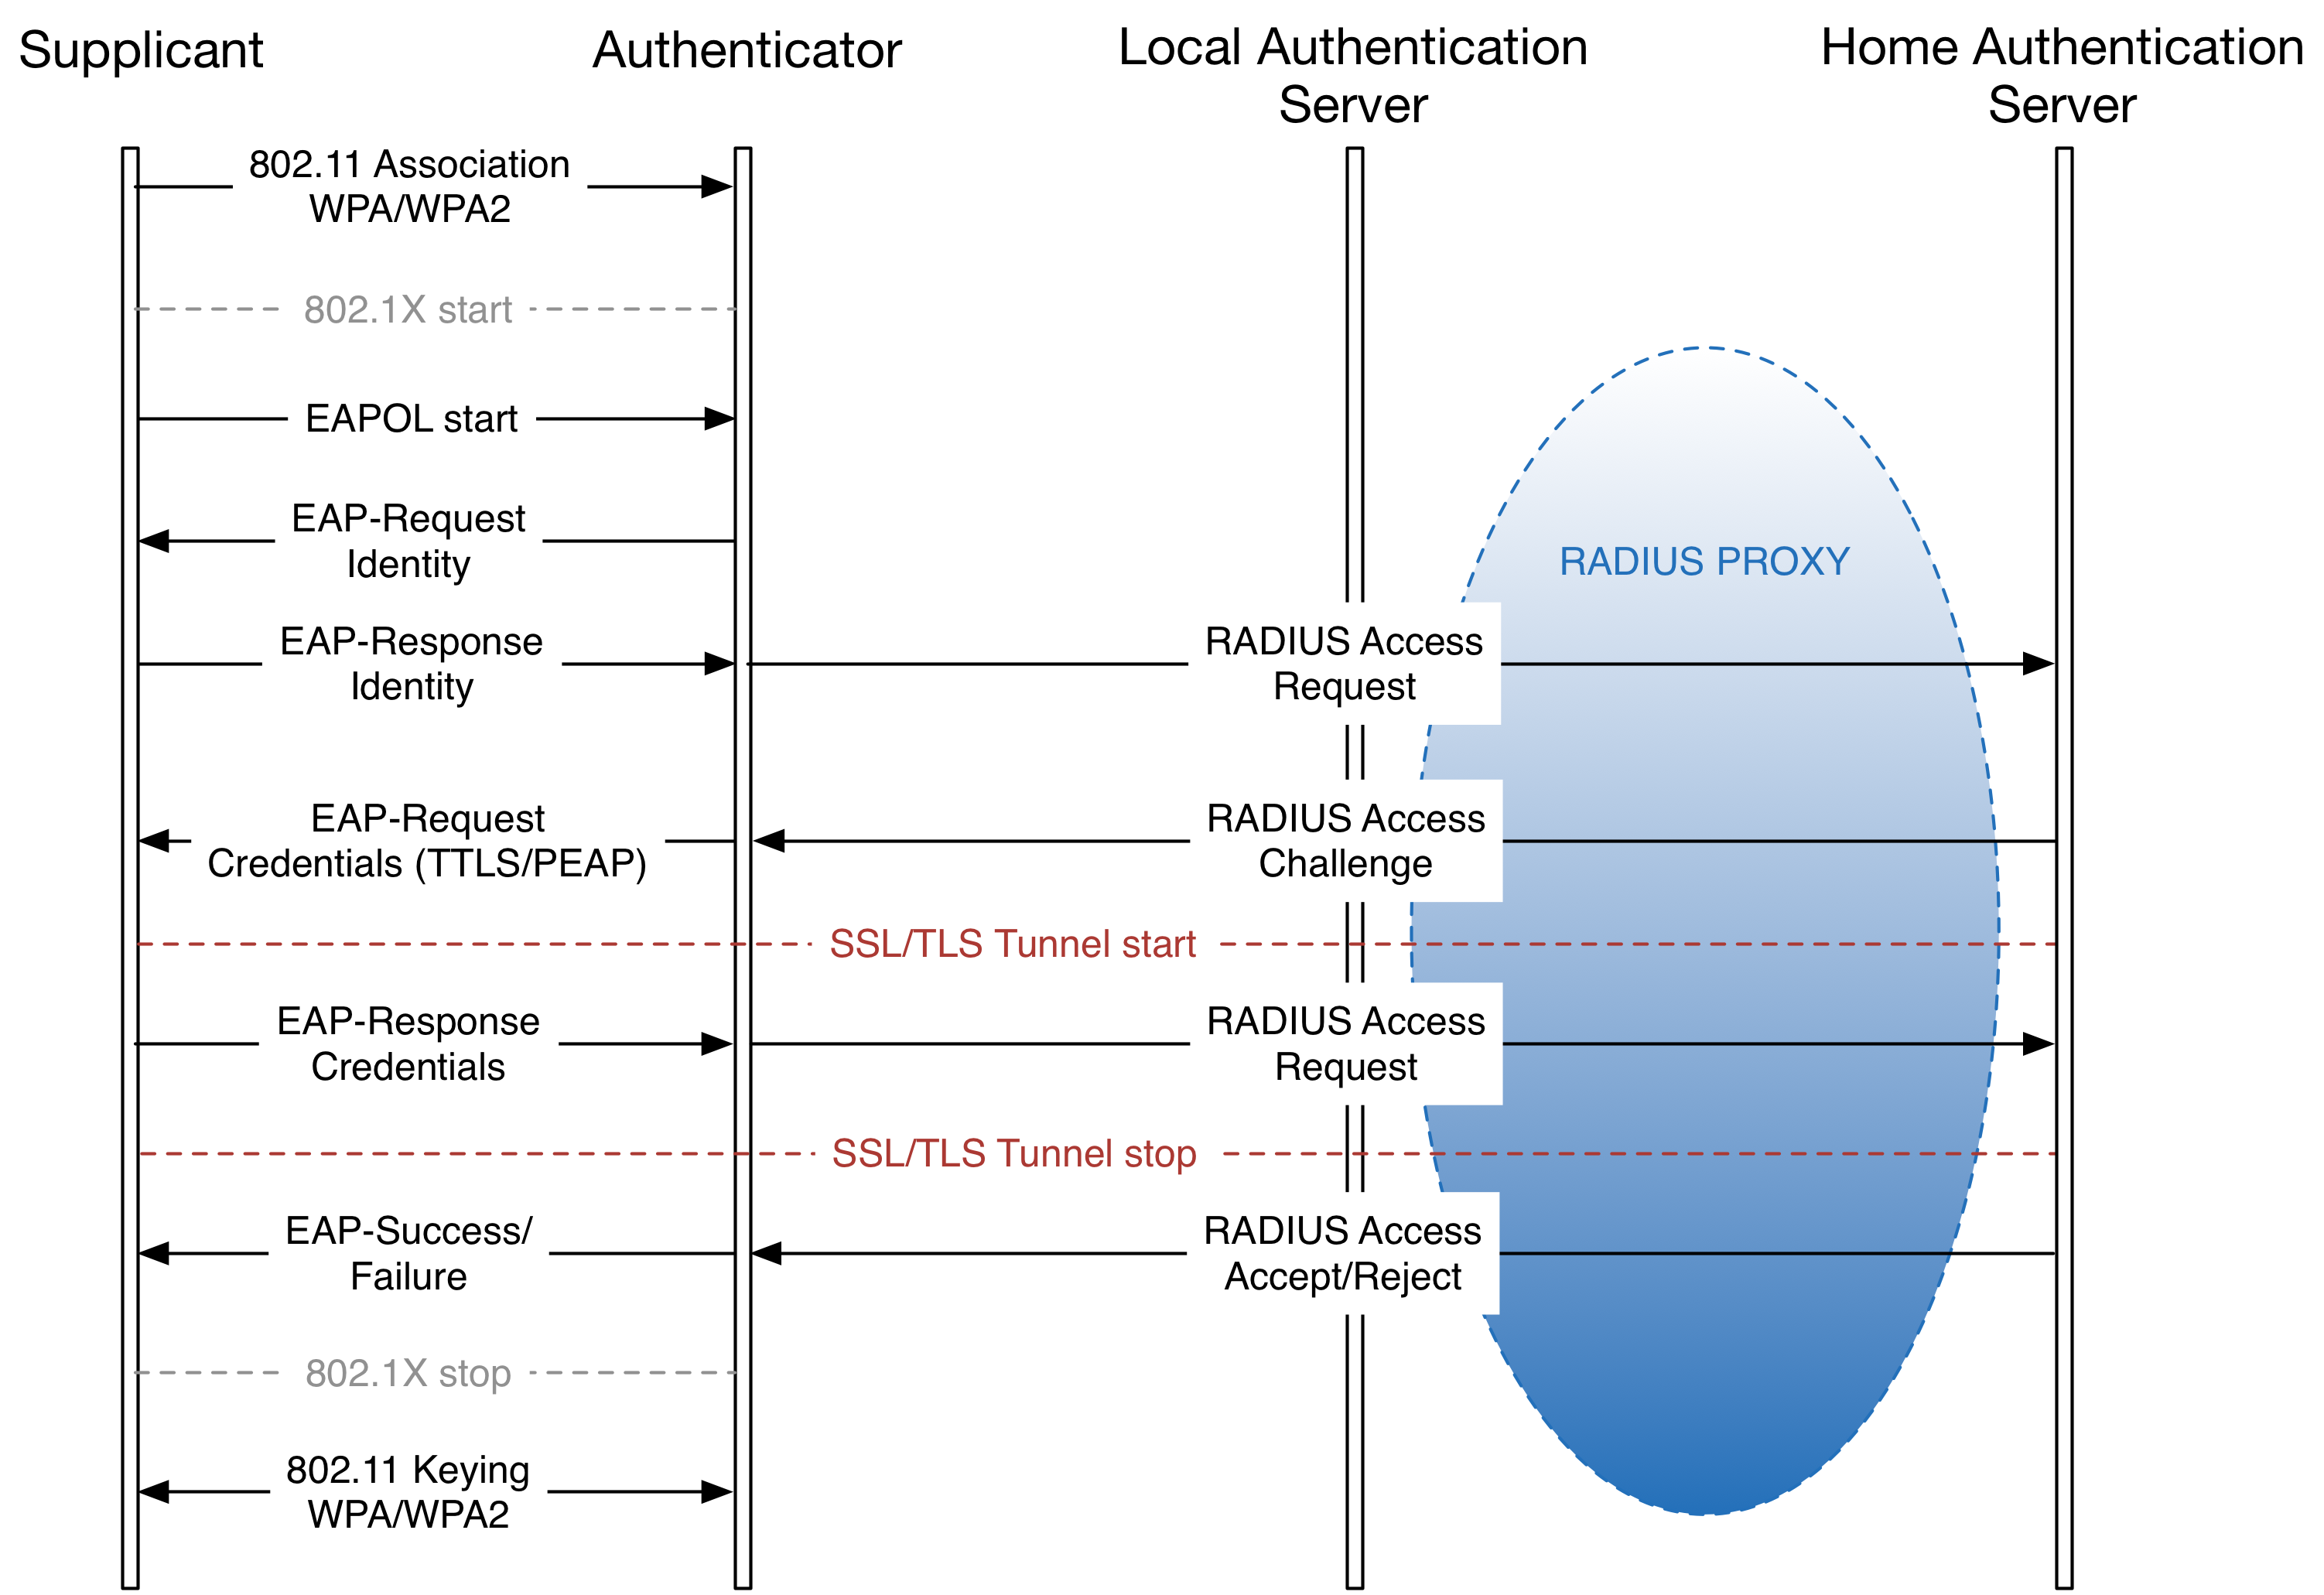 Supplicant
Authenticator
Local Authentication
Server
Home Authentication
Server
802.11 Association
WPA/WPA2
802.1X start
EAPOL start
EAP-Request
Identity
RADIUS PROXY
EAP-Response
Identity
RADIUS Access
Request
EAP-Request
Credentials (TTLS/PEAP)
RADIUS Access
Challenge
SSL/TLS Tunnel start
EAP-Response
Credentials
RADIUS Access
Request
SSL/TLS Tunnel stop
EAP-Success/
Failure
RADIUS Access
Accept/Reject
802.1X stop
802.11 Keying
WPA/WPA2